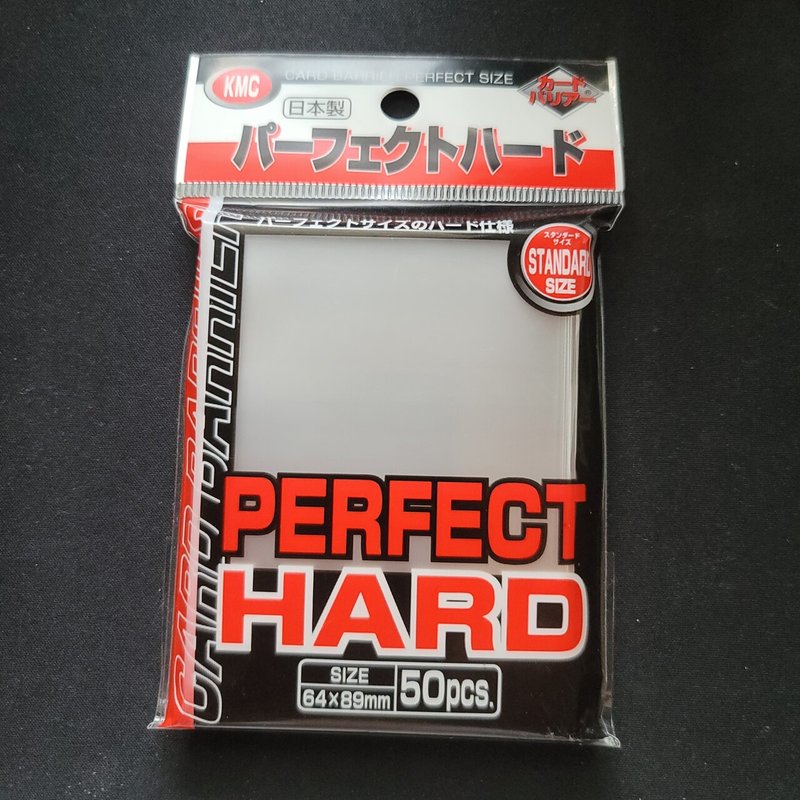 KMC
CARD BARRIER PERFECT SIZE
カード
バリアー
日本製
パーフェクトハード
パーフェクトサイズのハード仕様
スタンダード
サイズ
STANDARD
SIZE
CARD BARRIER
PERFECT
HARD
SIZE
64×89mm
50pcs.